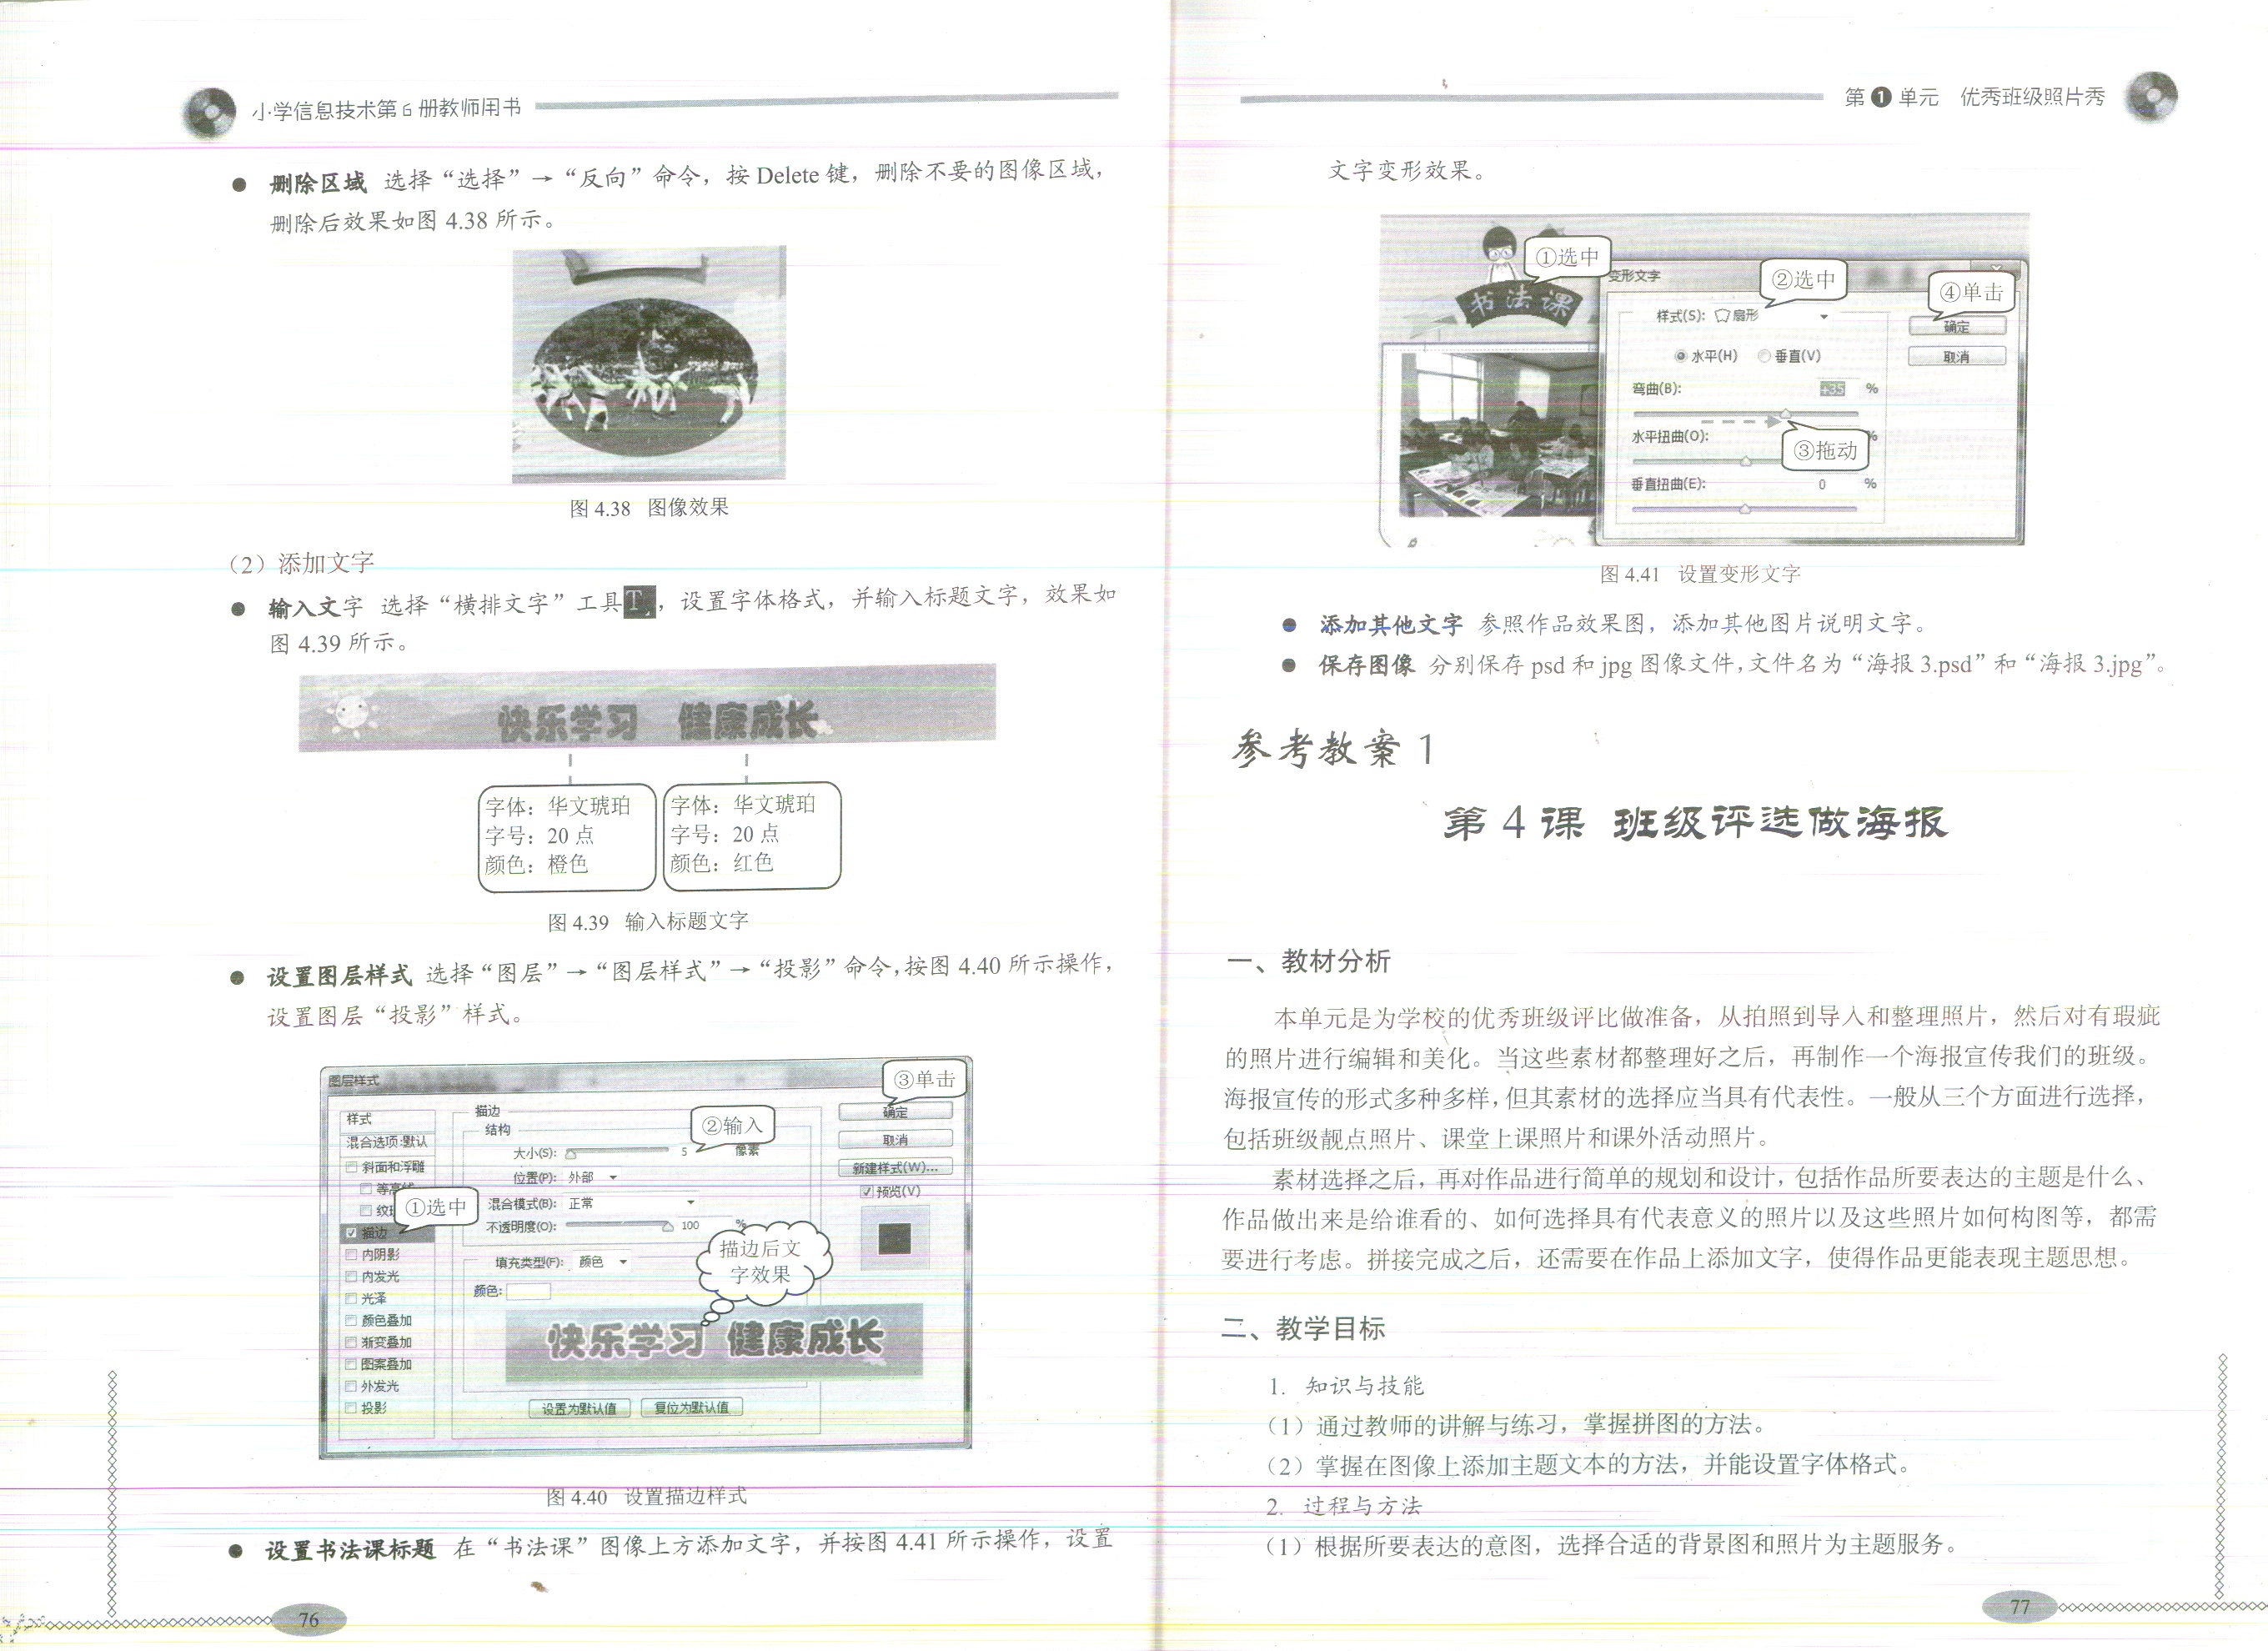 小学信息技术第6册教师用书
● 删除区域 选择“选择”→“反向”命令，按 Delete 键，删除不要的图像区域，
删除后效果如图 4.38 所示。
图 4.38 图像效果
（2）添加文字
● 输入文字 选择“横排文字”工具T，设置字体格式，并输入标题文字，效果如
图 4.39 所示。
快乐学习 健康成长
字体：华文琥珀
字号：20 点
颜色：橙色
字体：华文琥珀
字号：20 点
颜色：红色
图 4.39 输入标题文字
● 设置图层样式 选择“图层”→“图层样式”→“投影”命令，按图 4.40 所示操作，
设置图层“投影”样式。
图层样式
③单击
样式
混合选项:默认
斜面和浮雕
等高线
纹理
①选中
描边
内阴影
内发光
光泽
颜色叠加
渐变叠加
图案叠加
外发光
投影
描边
结构
②输入
大小(S): 5 像素
位置(P): 外部
混合模式(B): 正常
不透明度(O): 100 %
填充类型(F): 颜色
颜色:
描边后文
字效果
快乐学习 健康成长
设置为默认值 复位为默认值
确定
取消
新建样式(W)...
预览(V)
图 4.40 设置描边样式
● 设置书法课标题 在“书法课”图像上方添加文字，并按图 4.41 所示操作，设置
76
第1单元 优秀班级照片秀
文字变形效果。
①选中
书法课
变形文字
②选中
④单击
样式(S): 扇形
确定
水平(H) 垂直(V)
取消
弯曲(B): +35 %
水平扭曲(O): %
③拖动
垂直扭曲(E): 0 %
图 4.41 设置变形文字
● 添加其他文字 参照作品效果图，添加其他图片说明文字。
● 保存图像 分别保存 psd 和 jpg 图像文件，文件名为“海报 3.psd”和“海报 3.jpg”。
参考教案 1
第 4 课 班级评选做海报
一、教材分析
本单元是为学校的优秀班级评比做准备，从拍照到导入和整理照片，然后对有瑕疵
的照片进行编辑和美化。当这些素材都整理好之后，再制作一个海报宣传我们的班级。
海报宣传的形式多种多样，但其素材的选择应当具有代表性。一般从三个方面进行选择，
包括班级靓点照片、课堂上课照片和课外活动照片。
素材选择之后，再对作品进行简单的规划和设计，包括作品所要表达的主题是什么、
作品做出来是给谁看的、如何选择具有代表意义的照片以及这些照片如何构图等，都需
要进行考虑。拼接完成之后，还需要在作品上添加文字，使得作品更能表现主题思想。
二、教学目标
1. 知识与技能
（1）通过教师的讲解与练习，掌握拼图的方法。
（2）掌握在图像上添加主题文本的方法，并能设置字体格式。
2. 过程与方法
（1）根据所要表达的意图，选择合适的背景图和照片为主题服务。
77